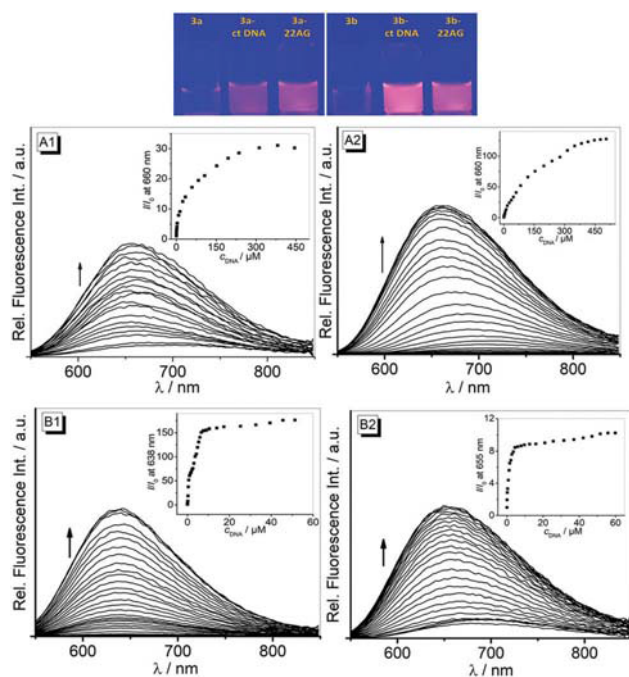 3a 3a- 3a- 3b 3b- 3b-
ct DNA 22AG ct DNA 22AG
A1
Rel. Fluorescence Int. / a.u.
I/I0 at 660 nm
30
20
10
0
0 150 300 450
cDNA / µM
600 700 800
λ / nm
A2
Rel. Fluorescence Int. / a.u.
I/I0 at 660 nm
100
50
0
0 150 300 450
cDNA / µM
600 700 800
λ / nm
B1
Rel. Fluorescence Int. / a.u.
I/I0 at 638 nm
150
100
50
0
0 20 40 60
cDNA / µM
600 700 800
λ / nm
B2
Rel. Fluorescence Int. / a.u.
I/I0 at 655 nm
12
8
4
0
0 20 40 60
cDNA / µM
600 700 800
λ / nm